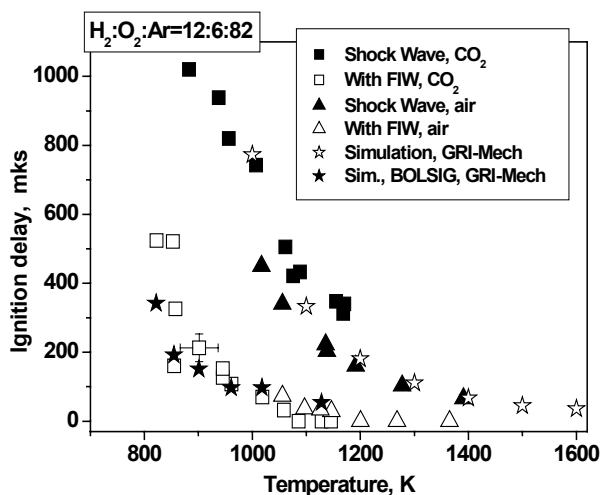 H₂:O₂:Ar=12:6:82
Shock Wave, CO₂
With FIW, CO₂
Shock Wave, air
With FIW, air
Simulation, GRI-Mech
Sim., BOLSIG, GRI-Mech
Ignition delay, mks
1000
800
600
400
200
0
800
1000
1200
1400
1600
Temperature, K